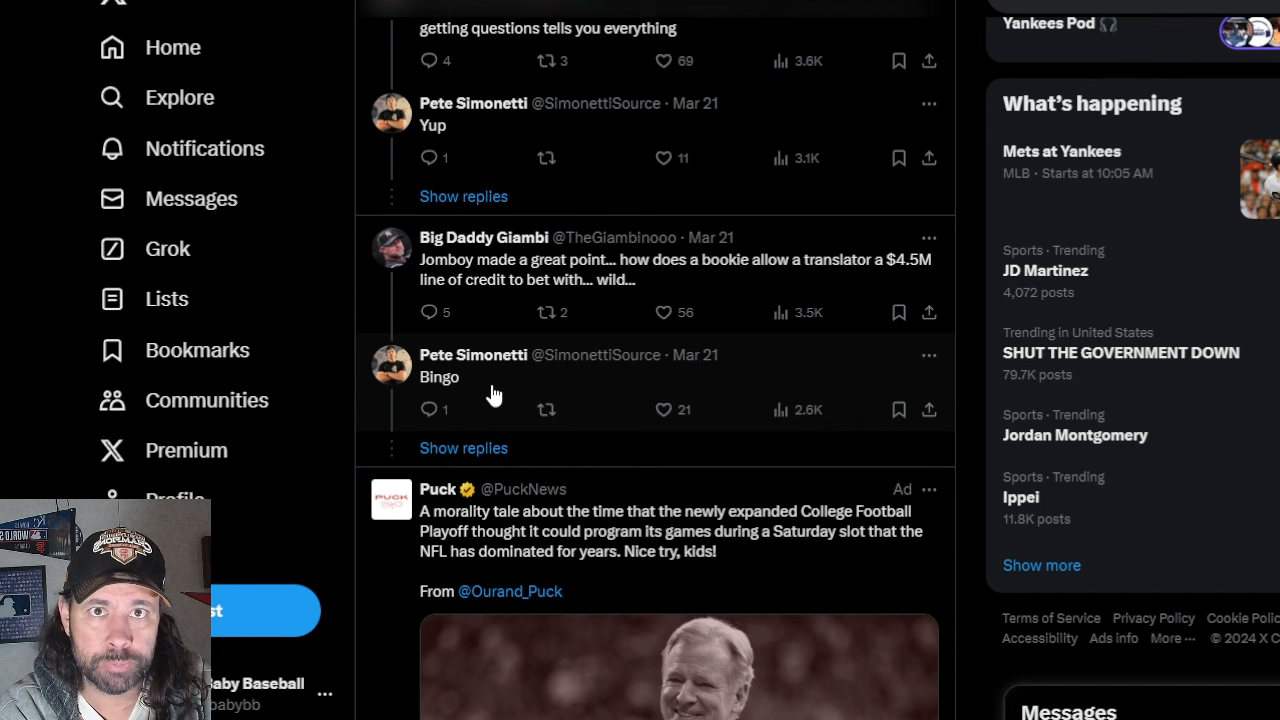 Home
Explore
Notifications
Messages
Grok
Lists
Bookmarks
Communities
Premium
Profile
st
Baby Baseball
babybb
getting questions tells you everything
4
3
69
3.6K
Pete Simonetti @SimonettiSource · Mar 21
Yup
1
11
3.1K
Show replies
Big Daddy Giambi @TheGiambinooo · Mar 21
Jomboy made a great point... how does a bookie allow a translator a $4.5M
line of credit to bet with... wild...
5
2
56
3.5K
Pete Simonetti @SimonettiSource · Mar 21
Bingo
1
21
2.6K
Show replies
PUCK
Puck @PuckNews Ad
A morality tale about the time that the newly expanded College Football
Playoff thought it could program its games during a Saturday slot that the
NFL has dominated for years. Nice try, kids!
From @Ourand_Puck
Yankees Pod
What's happening
Mets at Yankees
MLB · Starts at 10:05 AM
Sports · Trending
JD Martinez
4,072 posts
Trending in United States
SHUT THE GOVERNMENT DOWN
79.7K posts
Sports · Trending
Jordan Montgomery
Sports · Trending
Ippei
11.8K posts
Show more
Terms of Service Privacy Policy Cookie Polic
Accessibility Ads info More ··· © 2024 X C
Messages